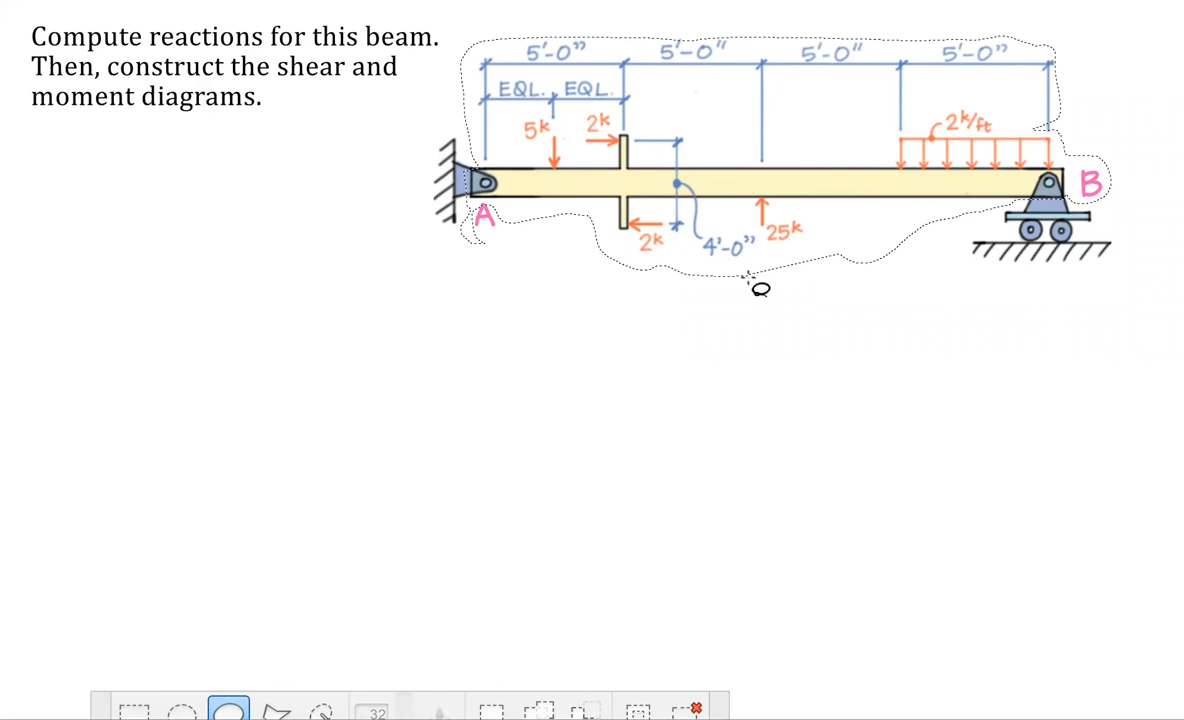 Compute reactions for this beam.
Then, construct the shear and
moment diagrams.
5'-0" 5'-0" 5'-0" 5'-0"
EQL. EQL.
5k 2k 2k/ft
A B
2k 4'-0" 25k
32